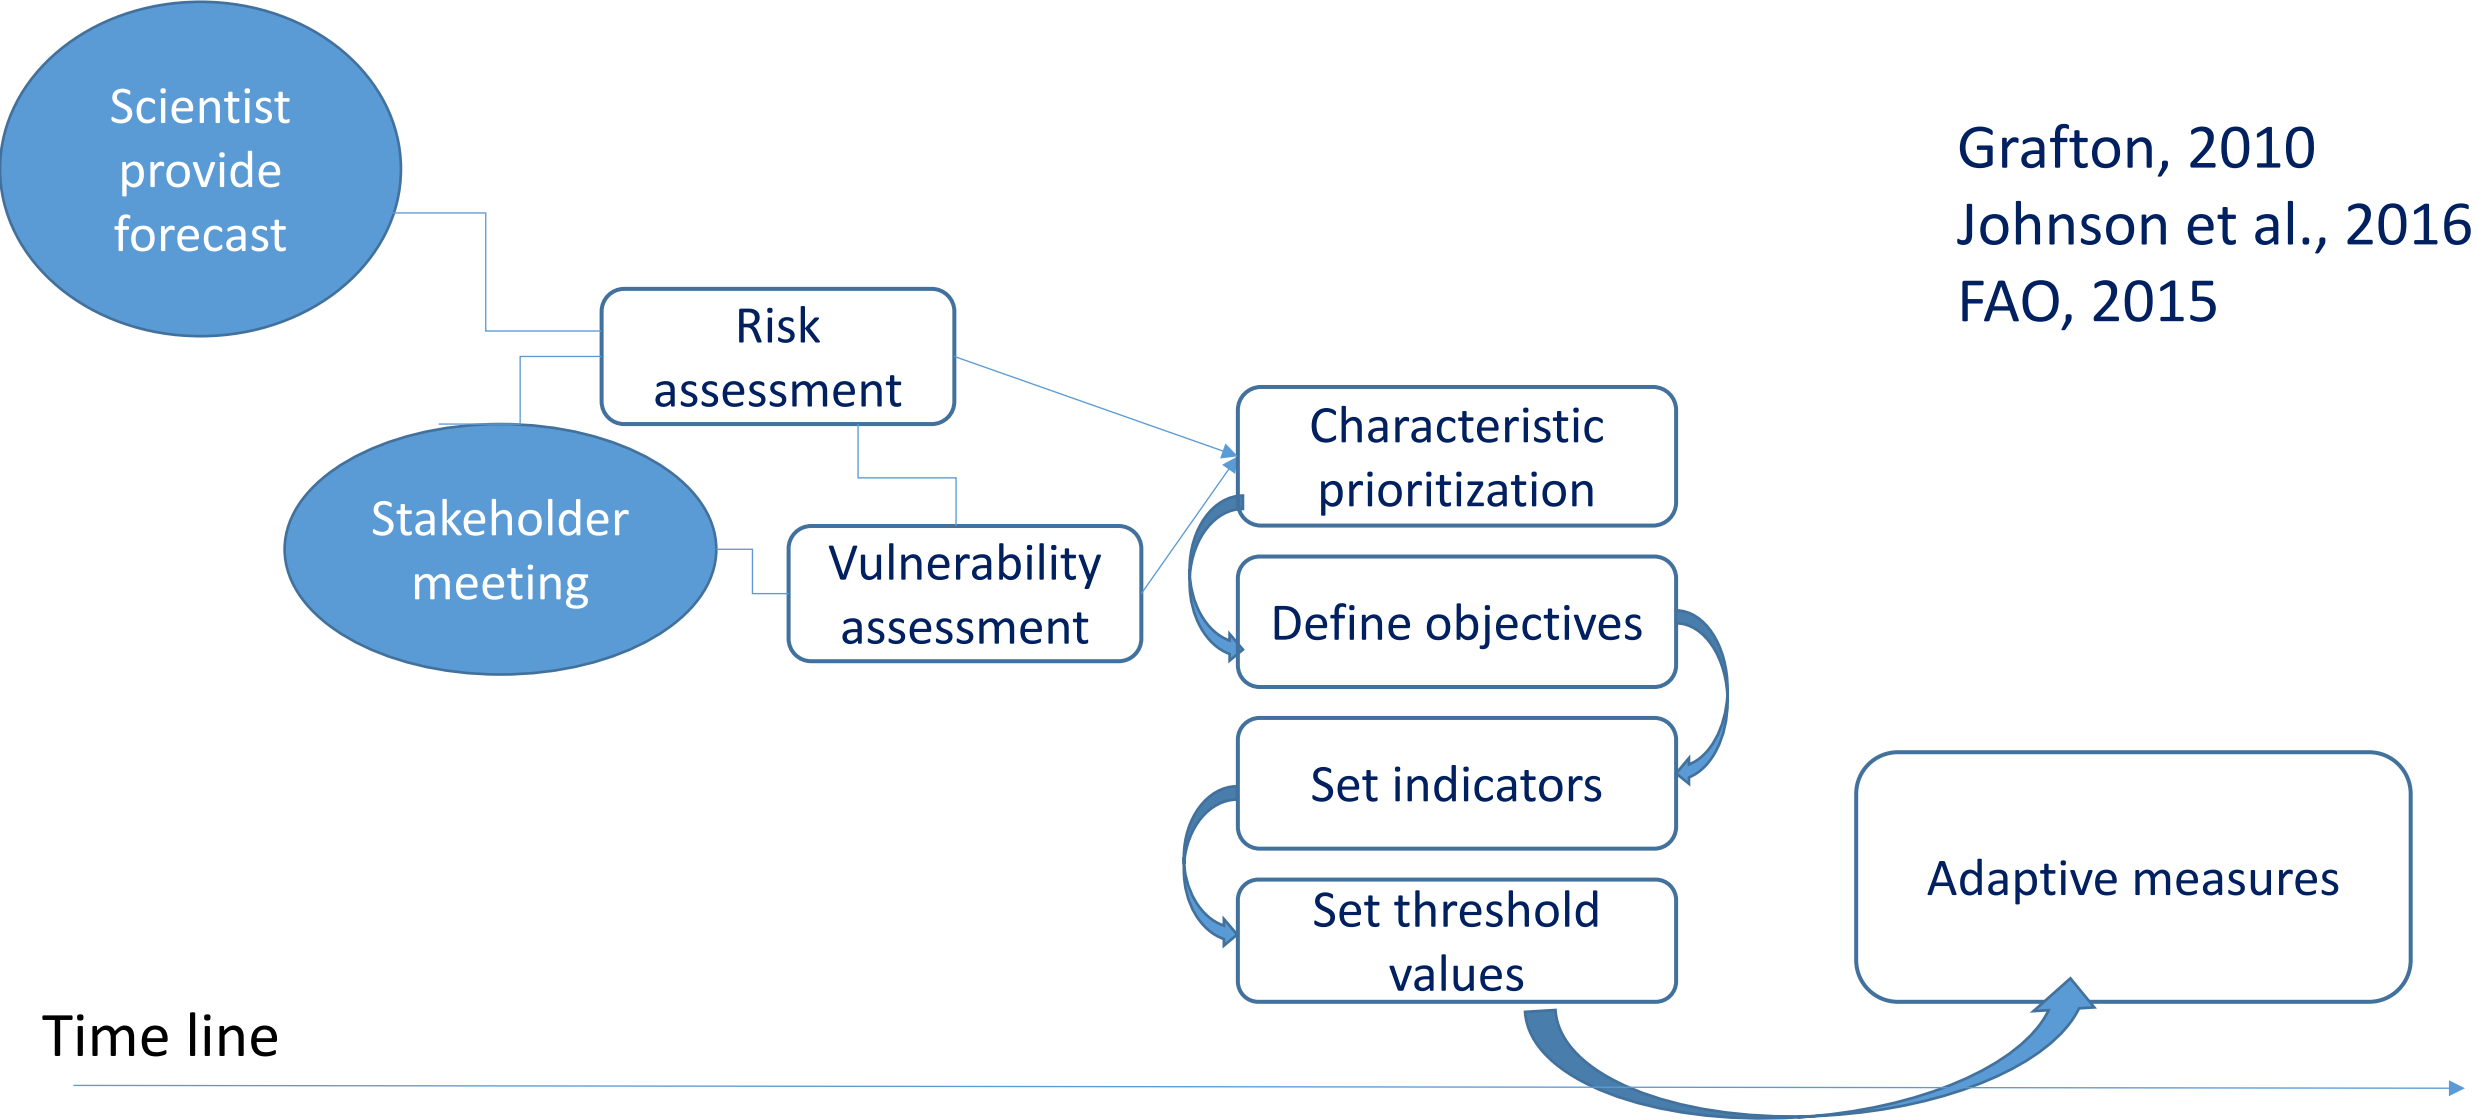 Scientist
provide
forecast
Grafton, 2010
Johnson et al., 2016
FAO, 2015
Risk
assessment
Stakeholder
meeting
Vulnerability
assessment
Characteristic
prioritization
Define objectives
Set indicators
Set threshold
values
Adaptive measures
Time line